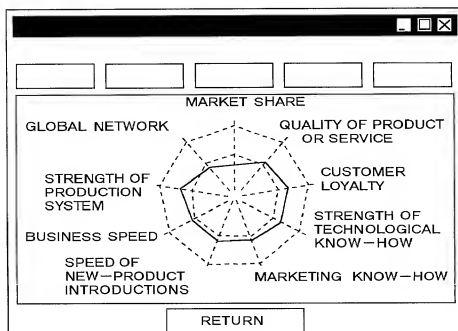 MARKET SHARE
GLOBAL NETWORK
QUALITY OF PRODUCT
OR SERVICE
STRENGTH OF
PRODUCTION
SYSTEM
CUSTOMER
LOYALTY
BUSINESS SPEED
STRENGTH OF
TECHNOLOGICAL
KNOW-HOW
SPEED OF
NEW-PRODUCT
INTRODUCTIONS
MARKETING KNOW-HOW
RETURN